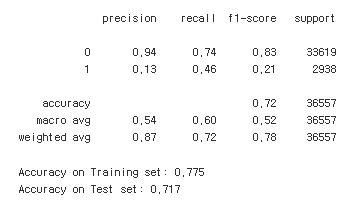 precision recall f1-score support
0 0.94 0.74 0.83 33619
1 0.13 0.46 0.21 2938
accuracy 0.72 36557
macro avg 0.54 0.60 0.52 36557
weighted avg 0.87 0.72 0.78 36557
Accuracy on Training set: 0.775
Accuracy on Test set: 0.717